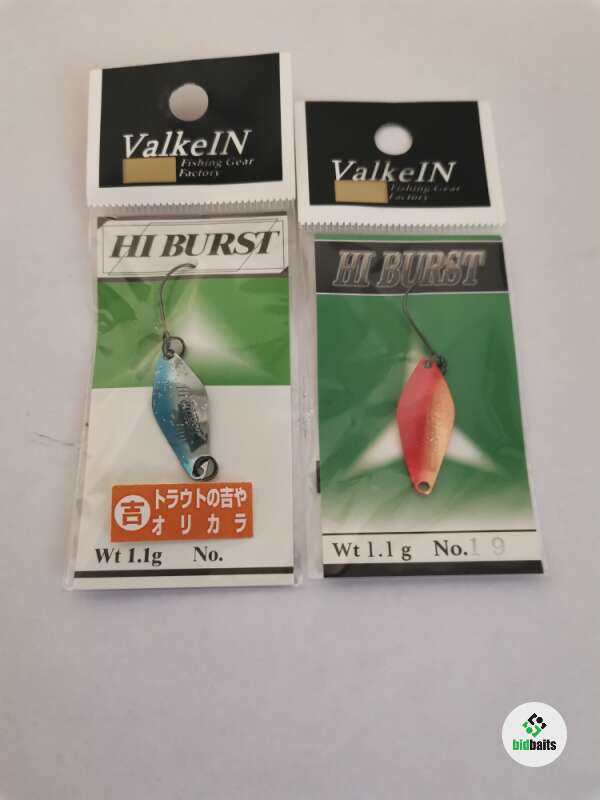 ValkeIN
Fishing Gear
Factory
HI BURST
吉
トラウトの吉や
オリカラ
Wt 1.1g No.
ValkeIN
Fishing Gear
Factory
HI BURST
Wt 1.1g No.19
bidbaits